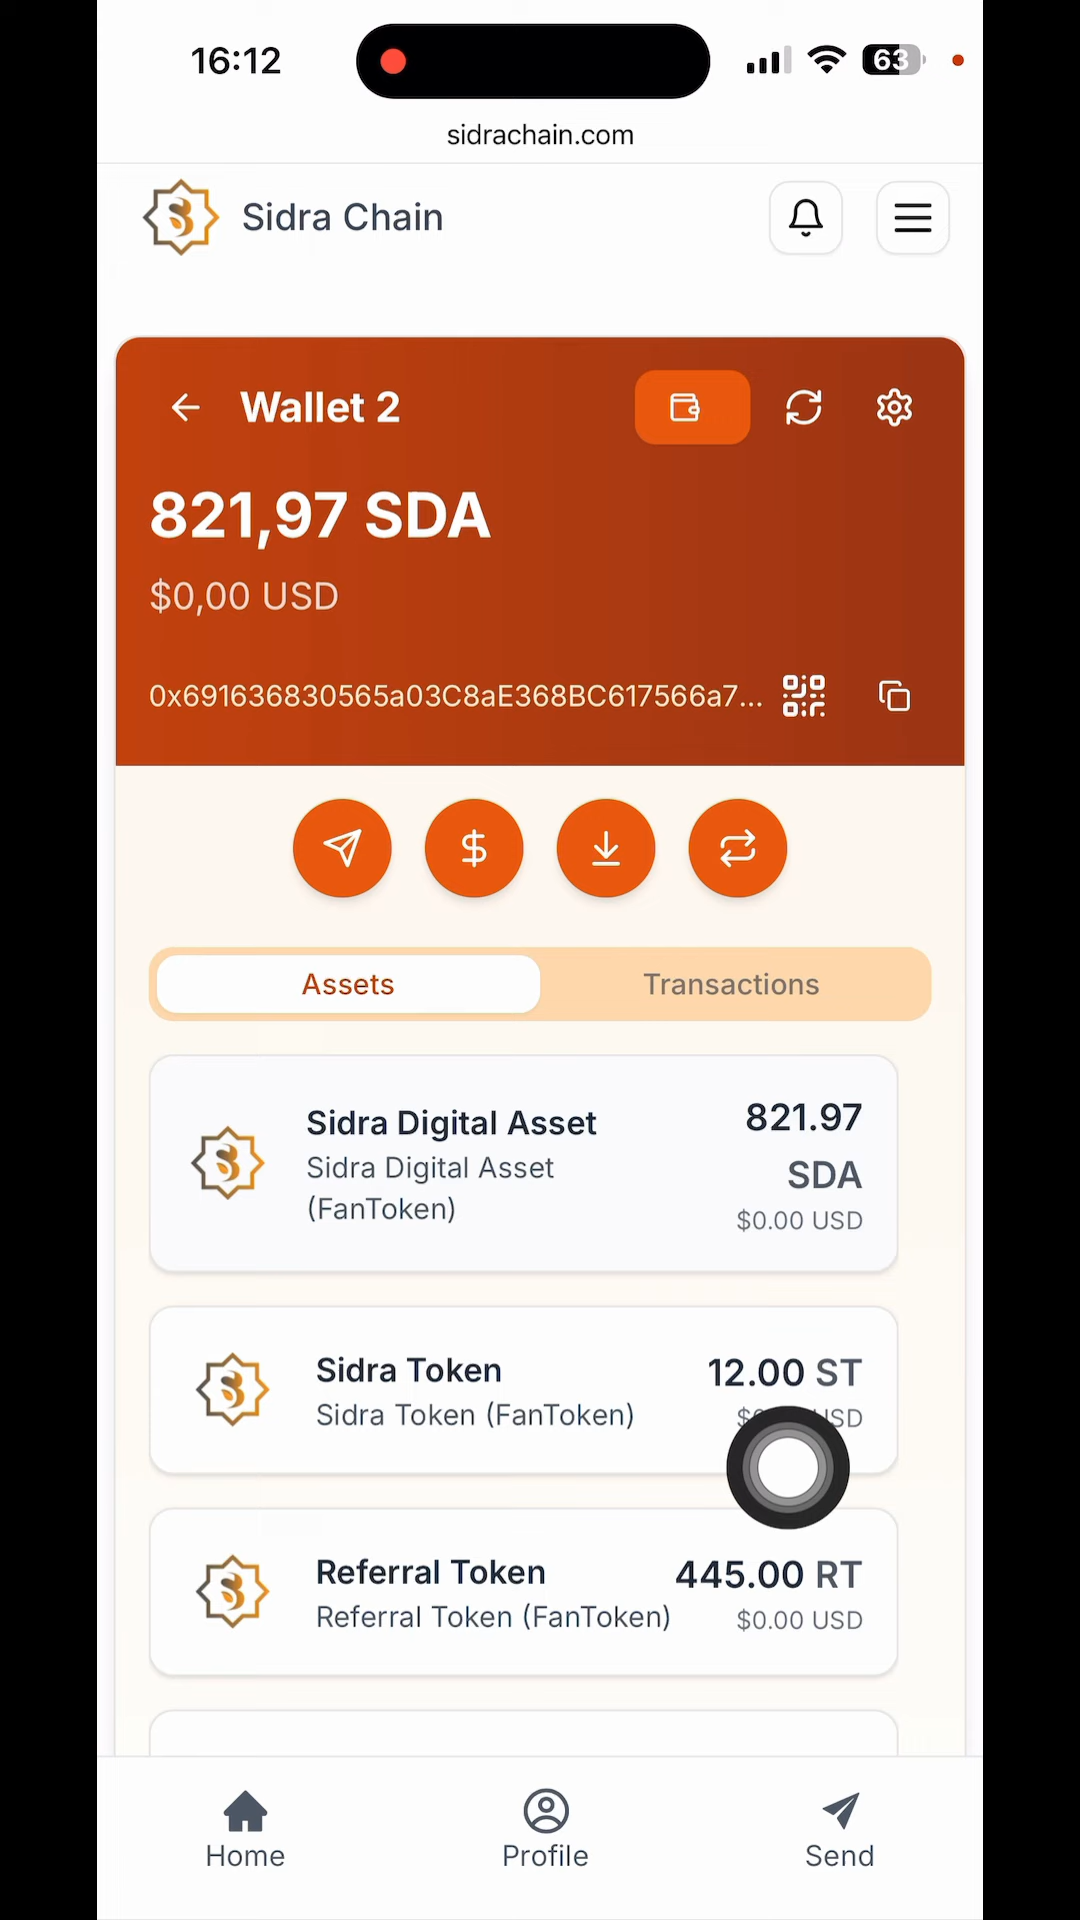 16:12
63
sidrachain.com
Sidra Chain
Wallet 2
821,97 SDA
$0,00 USD
0x691636830565a03C8aE368BC617566a7...
Assets
Transactions
Sidra Digital Asset
821.97
Sidra Digital Asset
SDA
(FanToken)
$0.00 USD
Sidra Token
12.00 ST
Sidra Token (FanToken)
Referral Token
445.00 RT
Referral Token (FanToken)
$0.00 USD
Home
Profile
Send